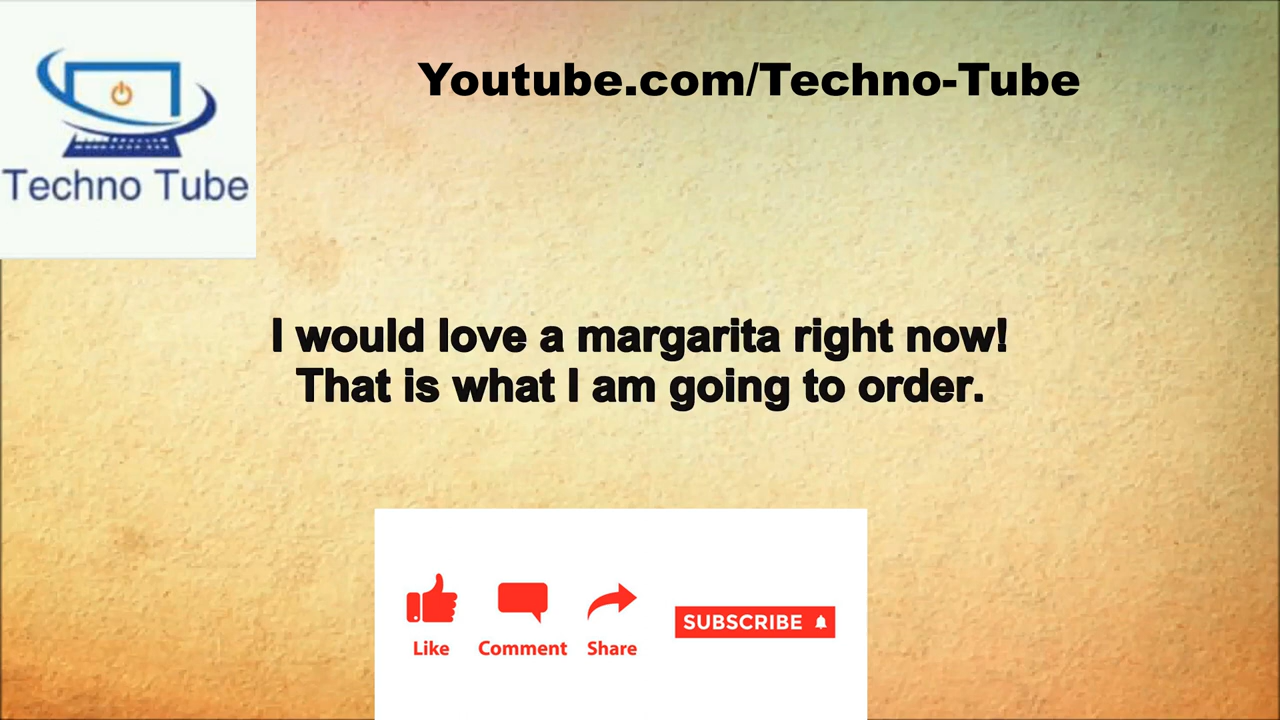 Techno Tube
Youtube.com/Techno-Tube
I would love a margarita right now!
That is what I am going to order.
Like Comment Share
SUBSCRIBE